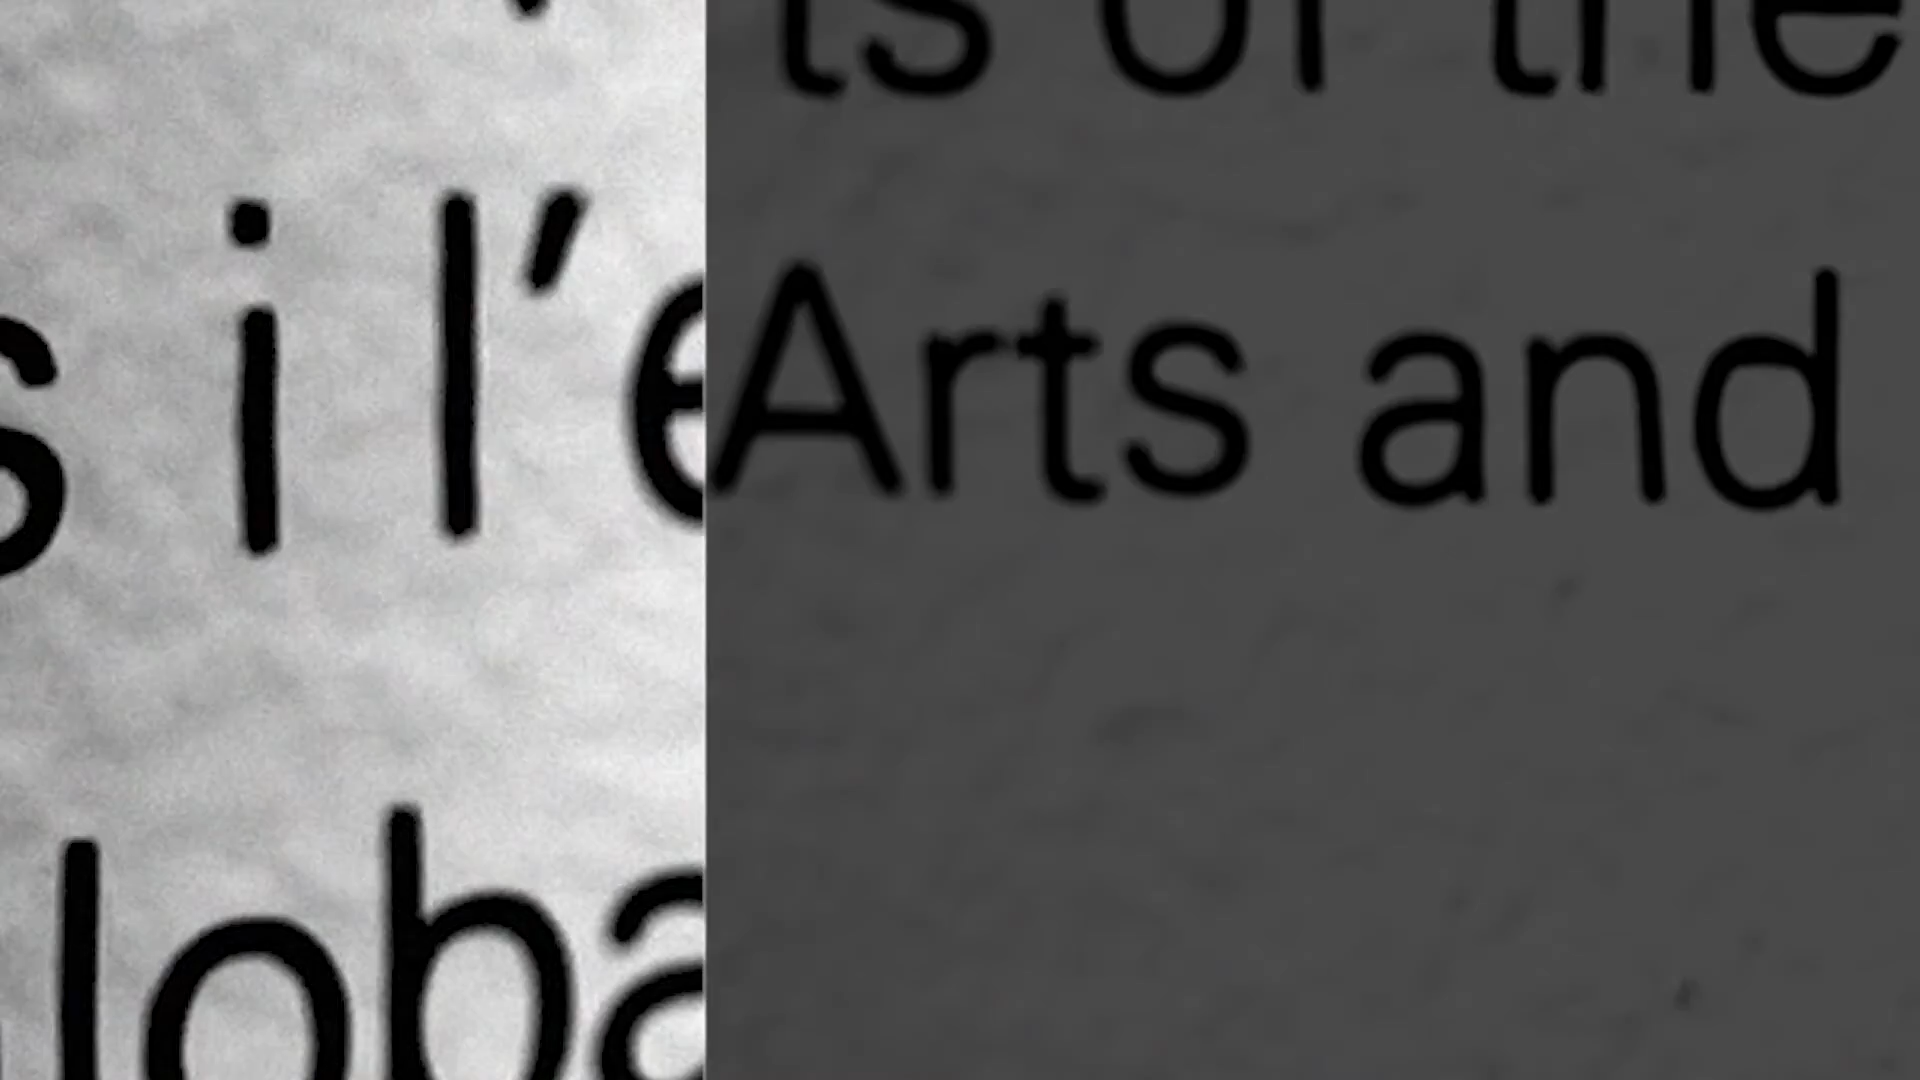 s i l’e
loba
ts of the
Arts and